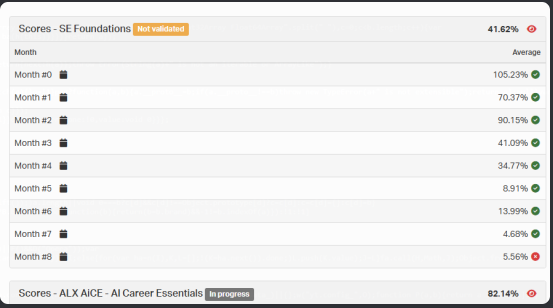 Scores - SE Foundations Not validated 41.62%
Month Average
Month #0 105.23%
Month #1 70.37%
Month #2 90.15%
Month #3 41.09%
Month #4 34.77%
Month #5 8.91%
Month #6 13.99%
Month #7 4.68%
Month #8 5.56%
Scores - ALX AiCE - AI Career Essentials In progress 82.14%